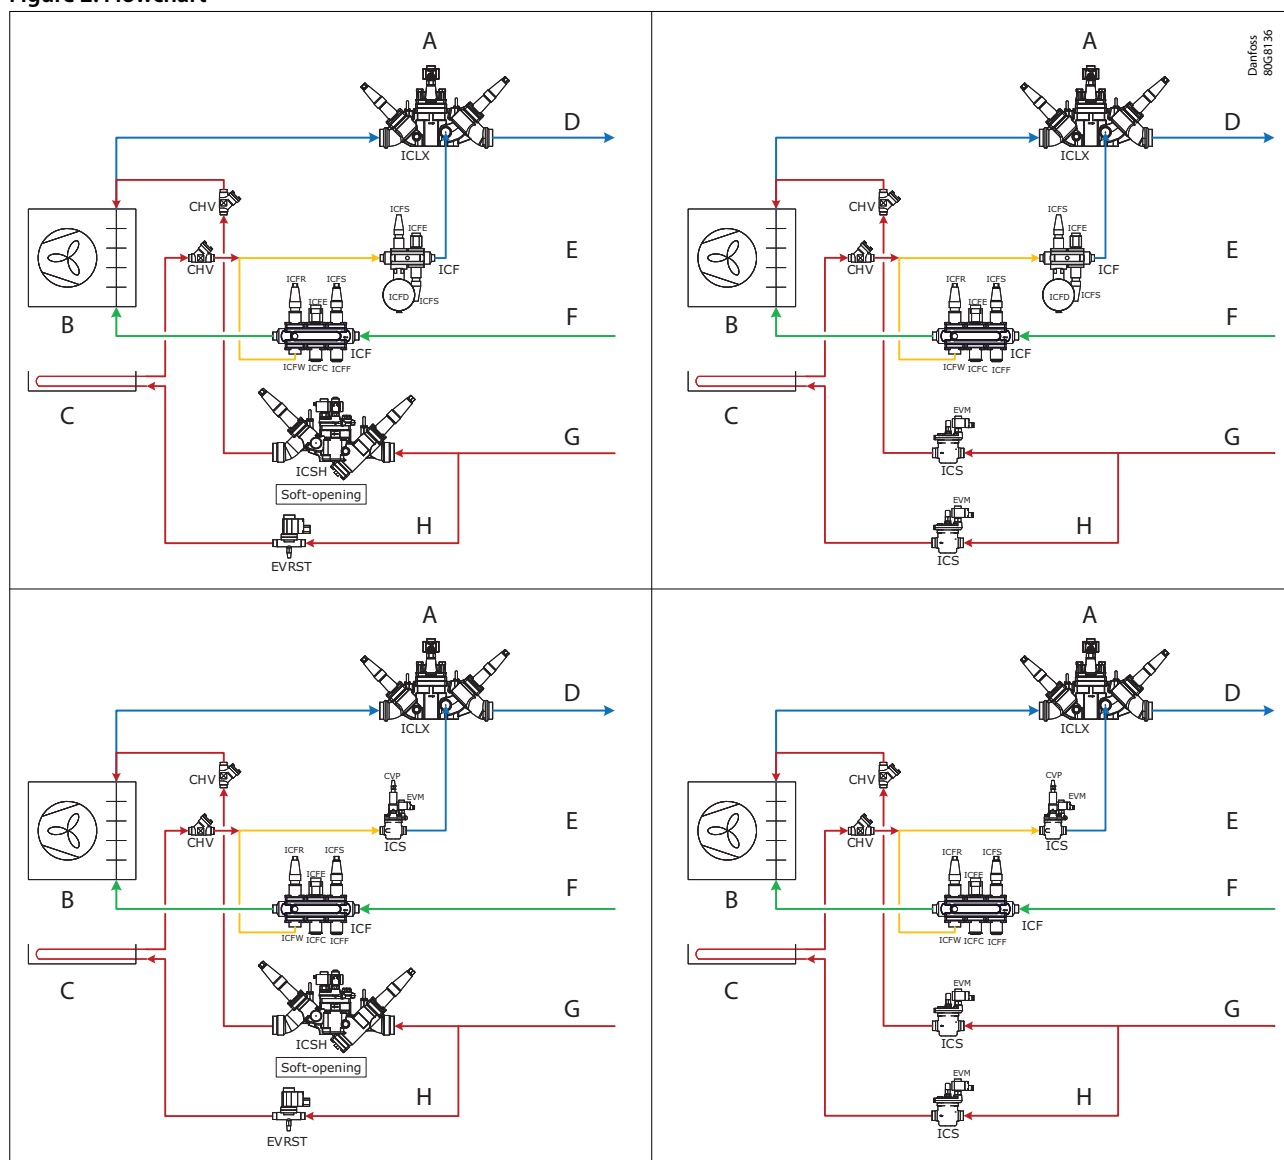 Figure 2: Flowchart
A
ICLX
D
CHV
CHV
ICFS
ICFE
ICF
ICFD
ICFS
E
B
ICFR
ICFE
ICFS
ICF
ICFW
ICFC
ICFF
F
C
ICSH
Soft-opening
G
H
EVRST
Danfoss
80G8136
A
ICLX
D
CHV
CHV
ICFS
ICFE
ICF
ICFD
ICFS
E
B
ICFR
ICFE
ICFS
ICF
ICFW
ICFC
ICFF
F
C
EVM
ICS
G
EVM
ICS
H
A
ICLX
D
CHV
CHV
CVP
EVM
ICS
E
B
ICFR
ICFE
ICFS
ICF
ICFW
ICFC
ICFF
F
C
ICSH
Soft-opening
G
H
EVRST
A
ICLX
D
CHV
CHV
CVP
EVM
ICS
E
B
ICFR
ICFE
ICFS
ICF
ICFW
ICFC
ICFF
F
C
EVM
ICS
G
EVM
ICS
H